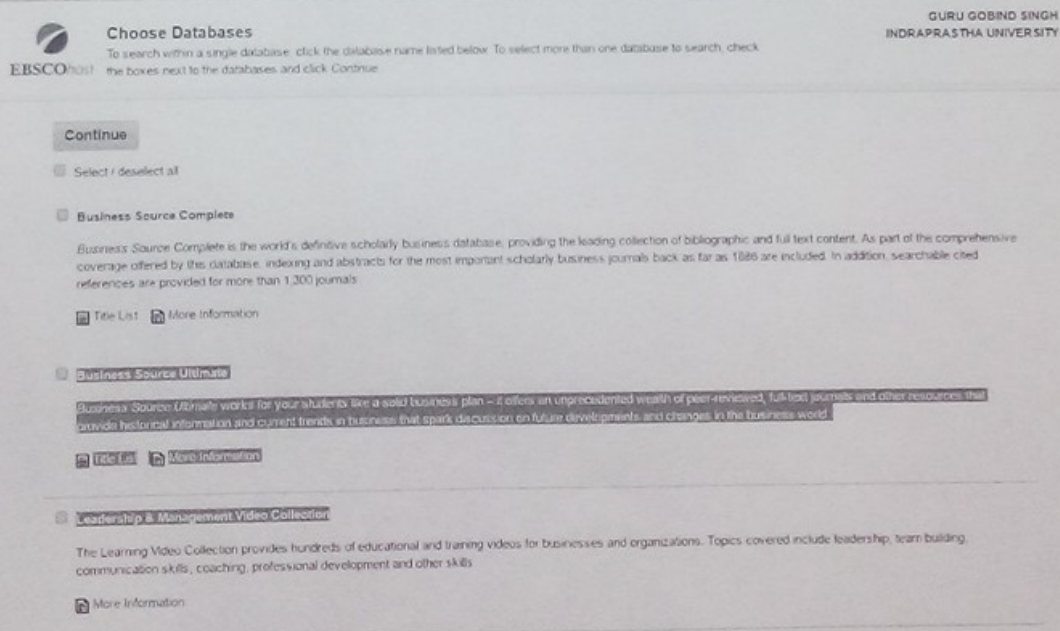 GURU GOBIND SINGH
INDRAPRASTHA UNIVERSITY
EBSCOhost
Choose Databases
To search within a single database, click the database name listed below. To select more than one database to search, check
the boxes next to the databases and click Continue.
Continue
Select / deselect all
Business Source Complete
Business Source Complete is the world's definitive scholarly business database, providing the leading collection of bibliographic and full text content. As part of the comprehensive
coverage offered by this database, indexing and abstracts for the most important scholarly business journals back as far as 1886 are included. In addition, searchable cited
references are provided for more than 1,300 journals.
Title List More Information
Business Source Ultimate
Business Source Ultimate works for your students like a solid business plan – it offers an unprecedented wealth of peer-reviewed, full-text journals and other resources that
provide historical information and current trends in business that spark discussion on future developments and changes in the business world.
Title List More Information
Leadership & Management Video Collection
The Learning Video Collection provides hundreds of educational and training videos for businesses and organizations. Topics covered include leadership, team building,
communication skills, coaching, professional development and other skills.
More Information